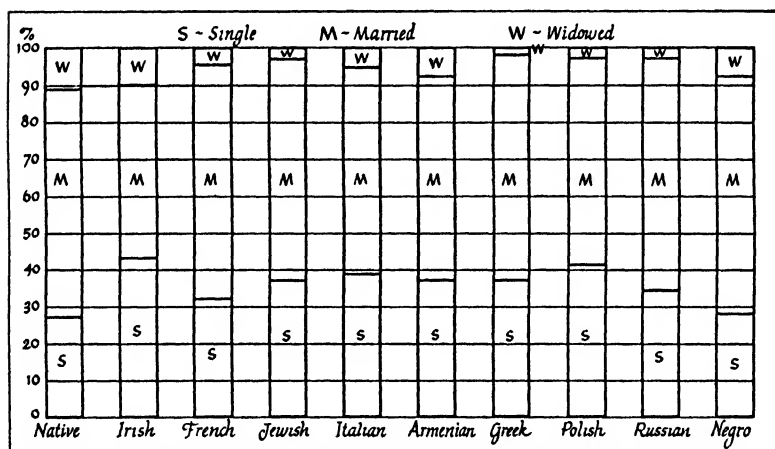 % S ~ Single M ~ Married W ~ Widowed
100 W W W W W W W W W W
90
80
70
M M M M M M M M M M
60
50
40
30
S S S S S
20
S S S S S
10
0
Native Irish French Jewish Italian Armenian Greek Polish Russian Negro